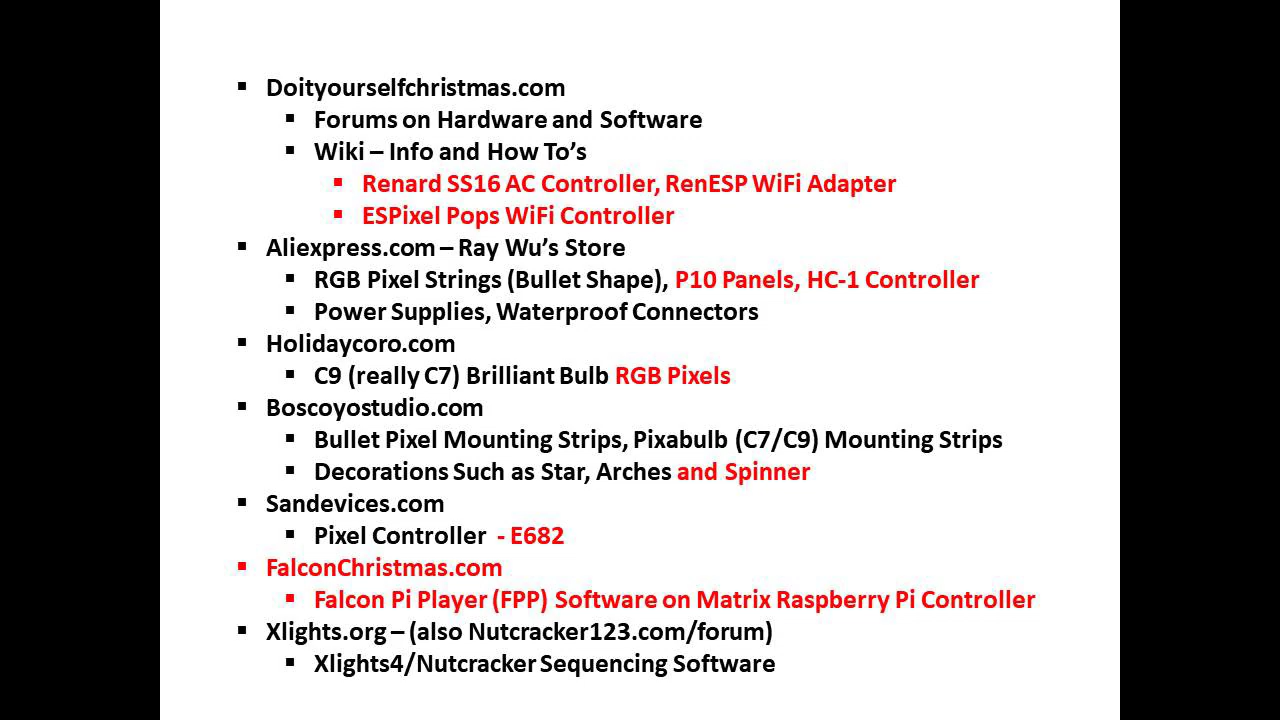 ▪ Doityourselfchristmas.com
▪ Forums on Hardware and Software
▪ Wiki – Info and How To’s
▪ Renard SS16 AC Controller, RenESP WiFi Adapter
▪ ESPixel Pops WiFi Controller
▪ Aliexpress.com – Ray Wu’s Store
▪ RGB Pixel Strings (Bullet Shape), P10 Panels, HC-1 Controller
▪ Power Supplies, Waterproof Connectors
▪ Holidaycoro.com
▪ C9 (really C7) Brilliant Bulb RGB Pixels
▪ Boscoyostudio.com
▪ Bullet Pixel Mounting Strips, Pixabulb (C7/C9) Mounting Strips
▪ Decorations Such as Star, Arches and Spinner
▪ Sandevices.com
▪ Pixel Controller - E682
▪ FalconChristmas.com
▪ Falcon Pi Player (FPP) Software on Matrix Raspberry Pi Controller
▪ Xlights.org – (also Nutcracker123.com/forum)
▪ Xlights4/Nutcracker Sequencing Software